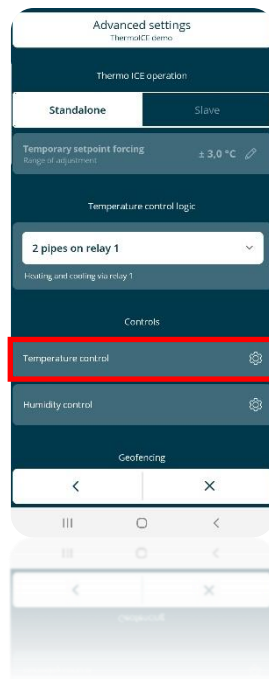 Advanced settings
ThermoICE demo
Thermo ICE operation
Standalone
Slave
Temporary setpoint forcing
± 3,0 °C
Range of adjustment
Temperature control logic
2 pipes on relay 1
Heating and cooling via relay 1
Controls
Temperature control
Humidity control
Geofencing